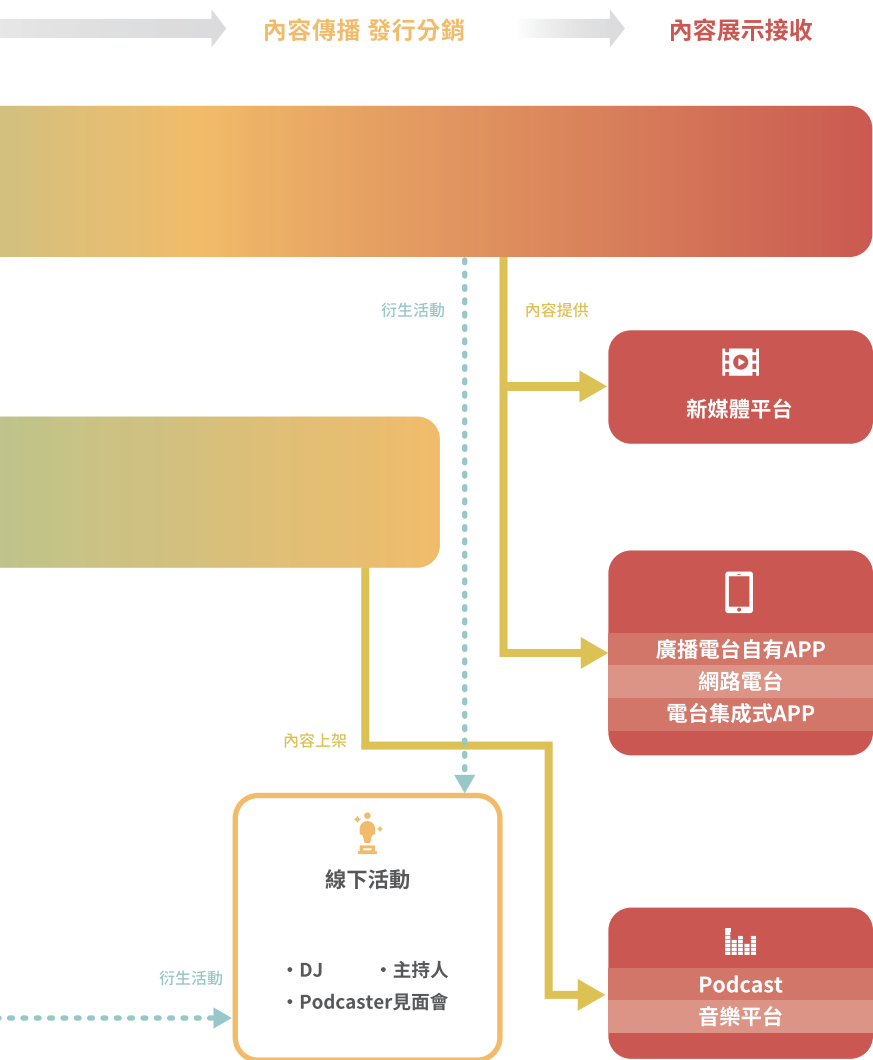 內容傳播 發行分銷
內容展示接收
衍生活動
內容提供
新媒體平台
廣播電台自有APP
網路電台
電台集成式APP
內容上架
線下活動
・DJ ・主持人
・Podcaster見面會
衍生活動
Podcast
音樂平台